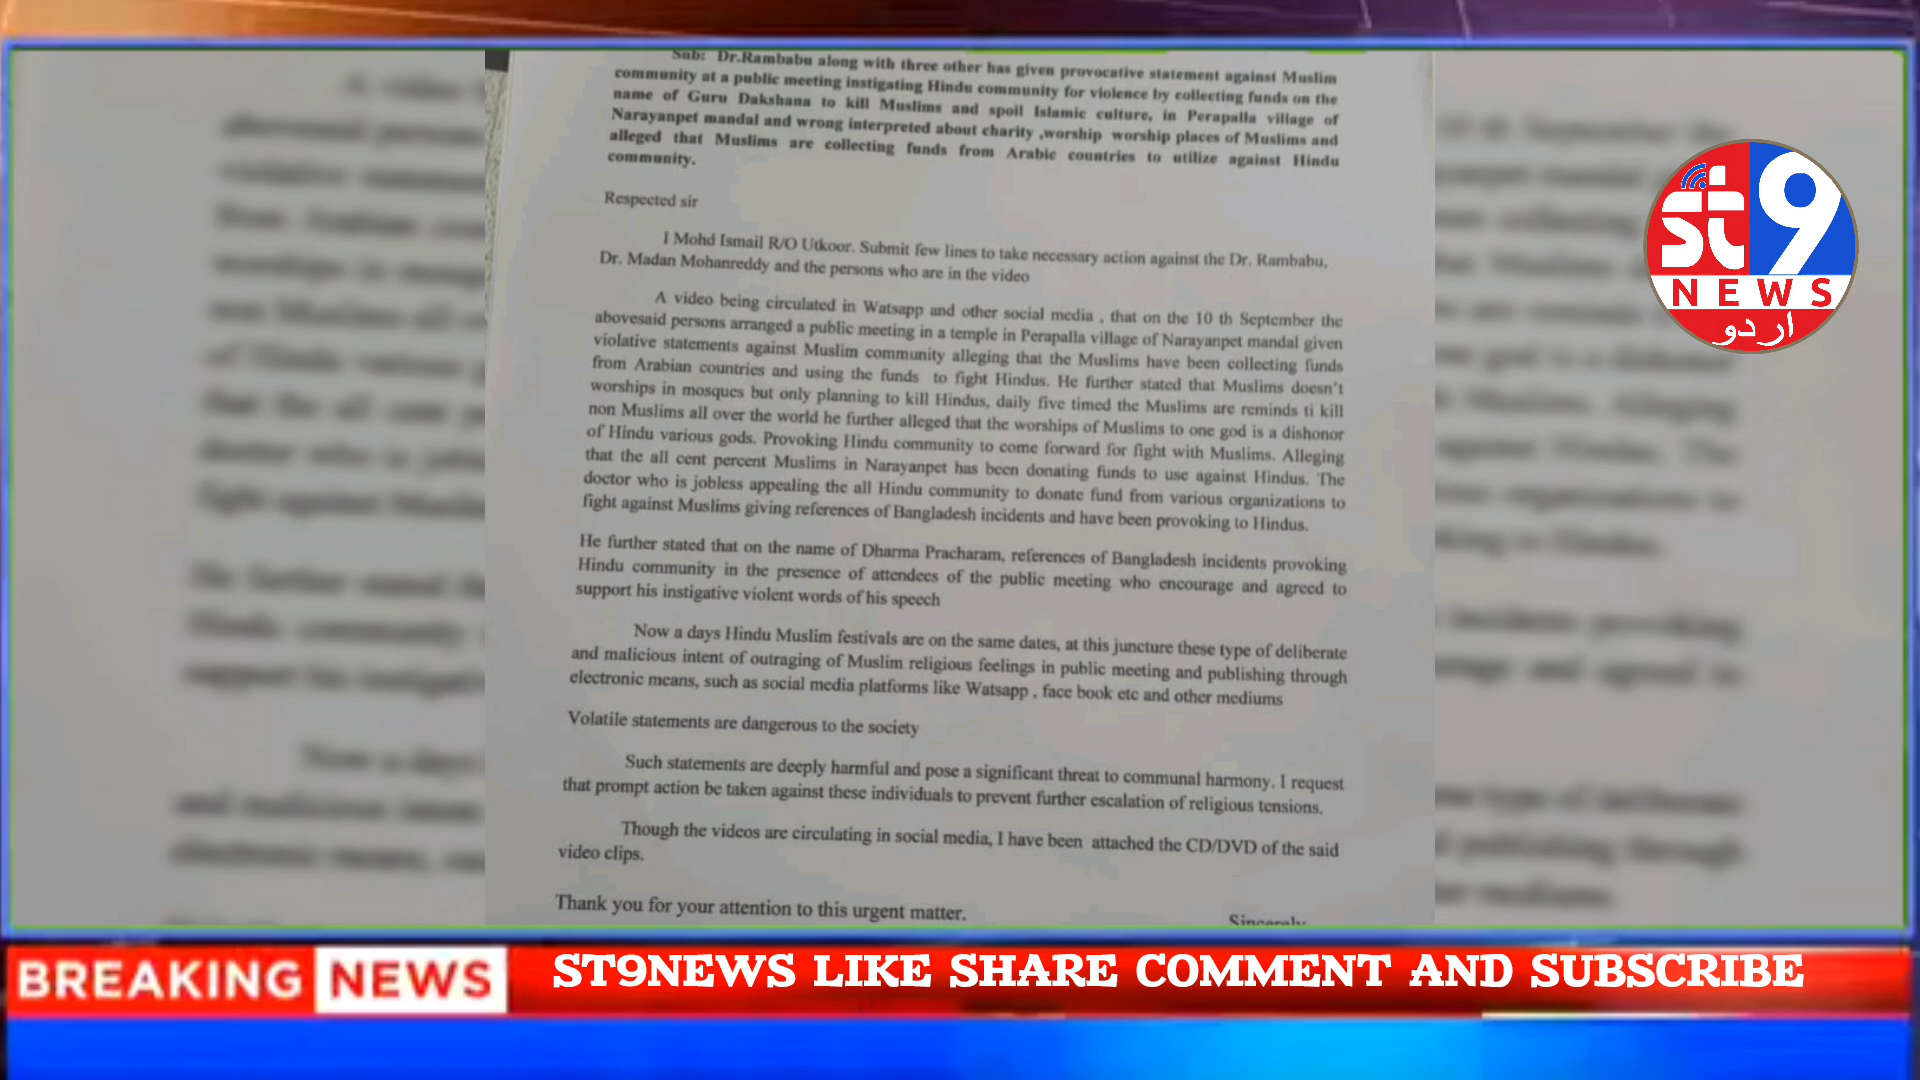 Sub: Dr.Rambabu along with three other has given provocative statement against Muslim
community at a public meeting instigating Hindu community for violence by collecting funds on the
name of Guru Dakshana to kill Muslims and spoil Islamic culture, in Perapalla village of
Narayanpet mandal and wrong interpreted about charity ,worship worship places of Muslims and
alleged that Muslims are collecting funds from Arabic countries to utilize against Hindu
community.
Respected sir
I Mohd Ismail R/O Utkoor. Submit few lines to take necessary action against the Dr. Rambabu,
Dr. Madan Mohanreddy and the persons who are in the video
A video being circulated in Watsapp and other social media , that on the 10 th September the
abovesaid persons arranged a public meeting in a temple in Perapalla village of Narayanpet mandal given
violative statements against Muslim community alleging that the Muslims have been collecting funds
from Arabian countries and using the funds to fight Hindus. He further stated that Muslims doesn't
worships in mosques but only planning to kill Hindus, daily five timed the Muslims are reminds ti kill
non Muslims all over the world he further alleged that the worships of Muslims to one god is a dishonor
of Hindu various gods. Provoking Hindu community to come forward for fight with Muslims. Alleging
that the all cent percent Muslims in Narayanpet has been donating funds to use against Hindus. The
doctor who is jobless appealing the all Hindu community to donate fund from various organizations to
fight against Muslims giving references of Bangladesh incidents and have been provoking to Hindus.
He further stated that on the name of Dharma Pracharam, references of Bangladesh incidents provoking
Hindu community in the presence of attendees of the public meeting who encourage and agreed to
support his instigative violent words of his speech
Now a days Hindu Muslim festivals are on the same dates, at this juncture these type of deliberate
and malicious intent of outraging of Muslim religious feelings in public meeting and publishing through
electronic means, such as social media platforms like Watsapp , face book etc and other mediums
Volatile statements are dangerous to the society
Such statements are deeply harmful and pose a significant threat to communal harmony. I request
that prompt action be taken against these individuals to prevent further escalation of religious tensions.
Though the videos are circulating in social media, I have been attached the CD/DVD of the said
video clips.
Thank you for your attention to this urgent matter.
Sincerely
st9
NEWS
اردو
BREAKING NEWS
ST9NEWS LIKE SHARE COMMENT AND SUBSCRIBE